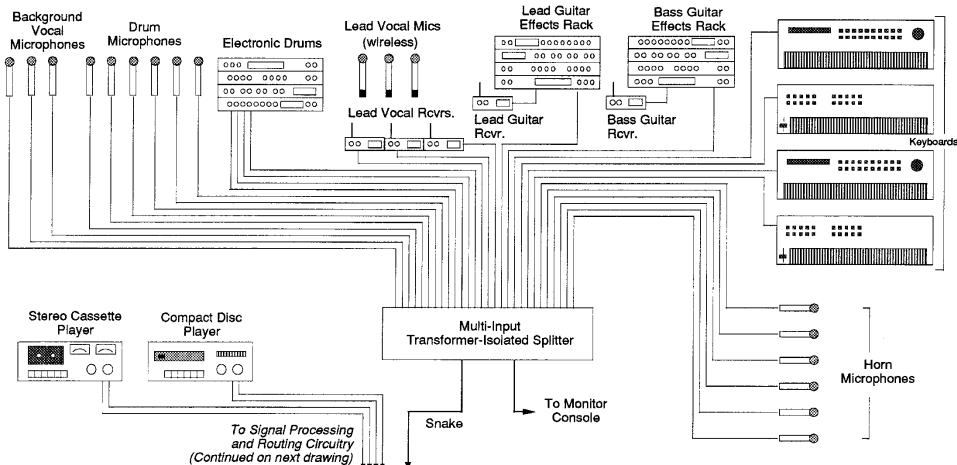 Background
Vocal
Microphones
Drum
Microphones
Electronic Drums
Lead Vocal Mics
(wireless)
Lead Vocal Rcvrs.
Lead Guitar
Effects Rack
Lead Guitar
Rcvr.
Bass Guitar
Effects Rack
Bass Guitar
Rcvr.
Keyboards
Stereo Cassette
Player
Compact Disc
Player
Multi-Input
Transformer-Isolated Splitter
Horn
Microphones
Snake
To Monitor
Console
To Signal Processing
and Routing Circuitry
(Continued on next drawing)